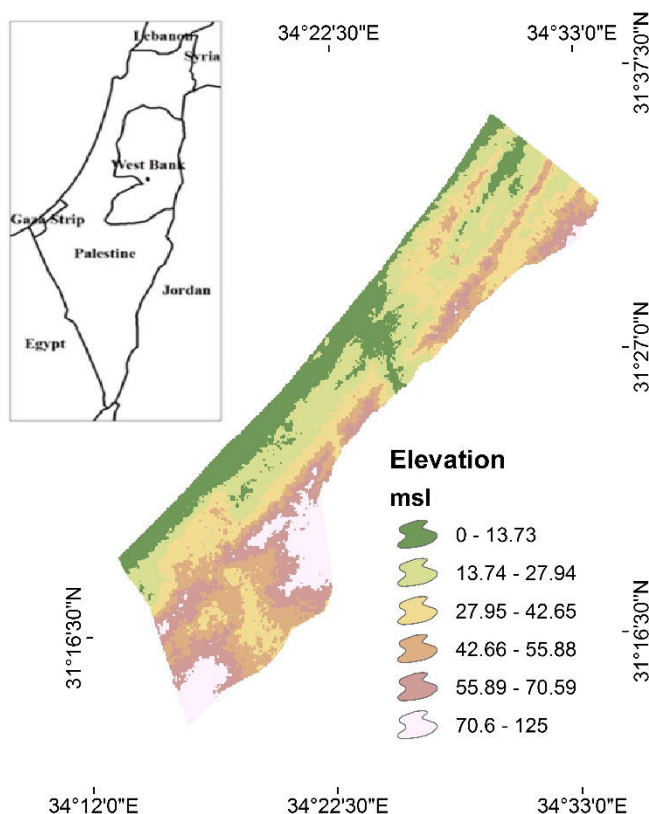 34°22'30"E
34°33'0"E
Lebanon
Syria
31°37'30"N
West Bank
Gaza Strip
Palestine
Jordan
Egypt
31°27'0"N
Elevation
msl
0 - 13.73
13.74 - 27.94
27.95 - 42.65
42.66 - 55.88
55.89 - 70.59
70.6 - 125
31°16'30"N
31°16'30"N
34°12'0"E
34°22'30"E
34°33'0"E